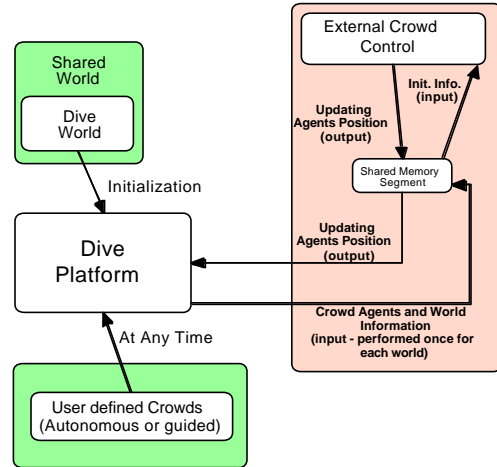 Shared
World
Dive
World
Initialization
Dive
Platform
At Any Time
User defined Crowds
(Autonomous or guided)
External Crowd
Control
Updating
Agents Position
(output)
Init. Info.
(input)
Shared Memory
Segment
Updating
Agents Position
(output)
Crowd Agents and World
Information
(input - performed once for
each world)